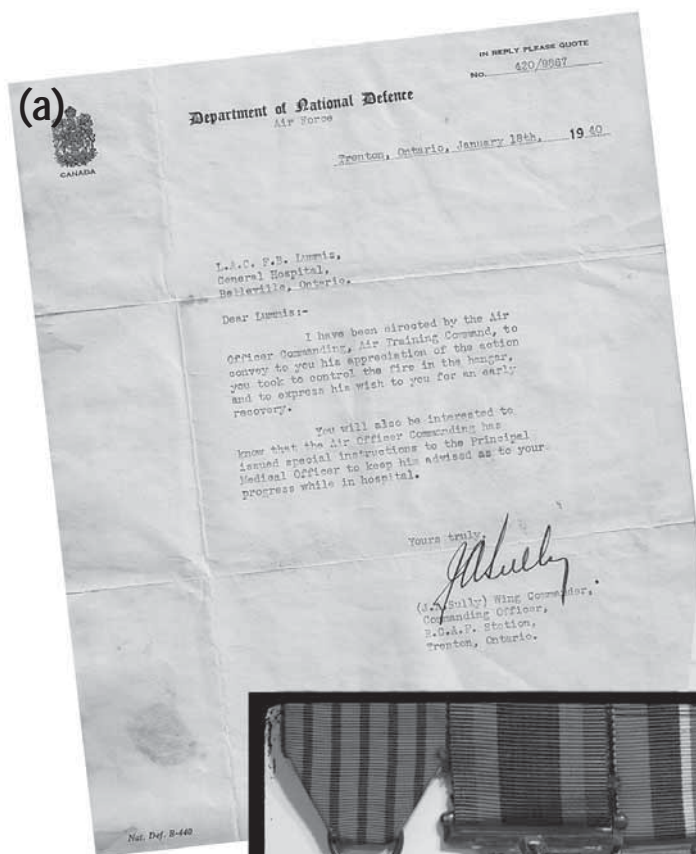 (a)
CANADA
Department of National Defence
Air Force
IN REPLY PLEASE QUOTE
No. 420/9867
Trenton, Ontario, January 18th, 1940
L.A.C. F.B. Lummis,
General Hospital,
Belleville, Ontario.
Dear Lummis:-
I have been directed by the Air
Officer Commanding, Air Training Command, to
convey to you his appreciation of the action
you took to control the fire in the hangar,
and to express his wish to you for an early
recovery.
You will also be interested to
know that the Air Officer Commanding has
issued special instructions to the Principal
Medical Officer to keep him advised as to your
progress while in hospital.
Yours truly,
JASully
(J.A.Sully) Wing Commander,
Commanding Officer,
R.C.A.F. Station,
Trenton, Ontario.
Nat. Def. B-440